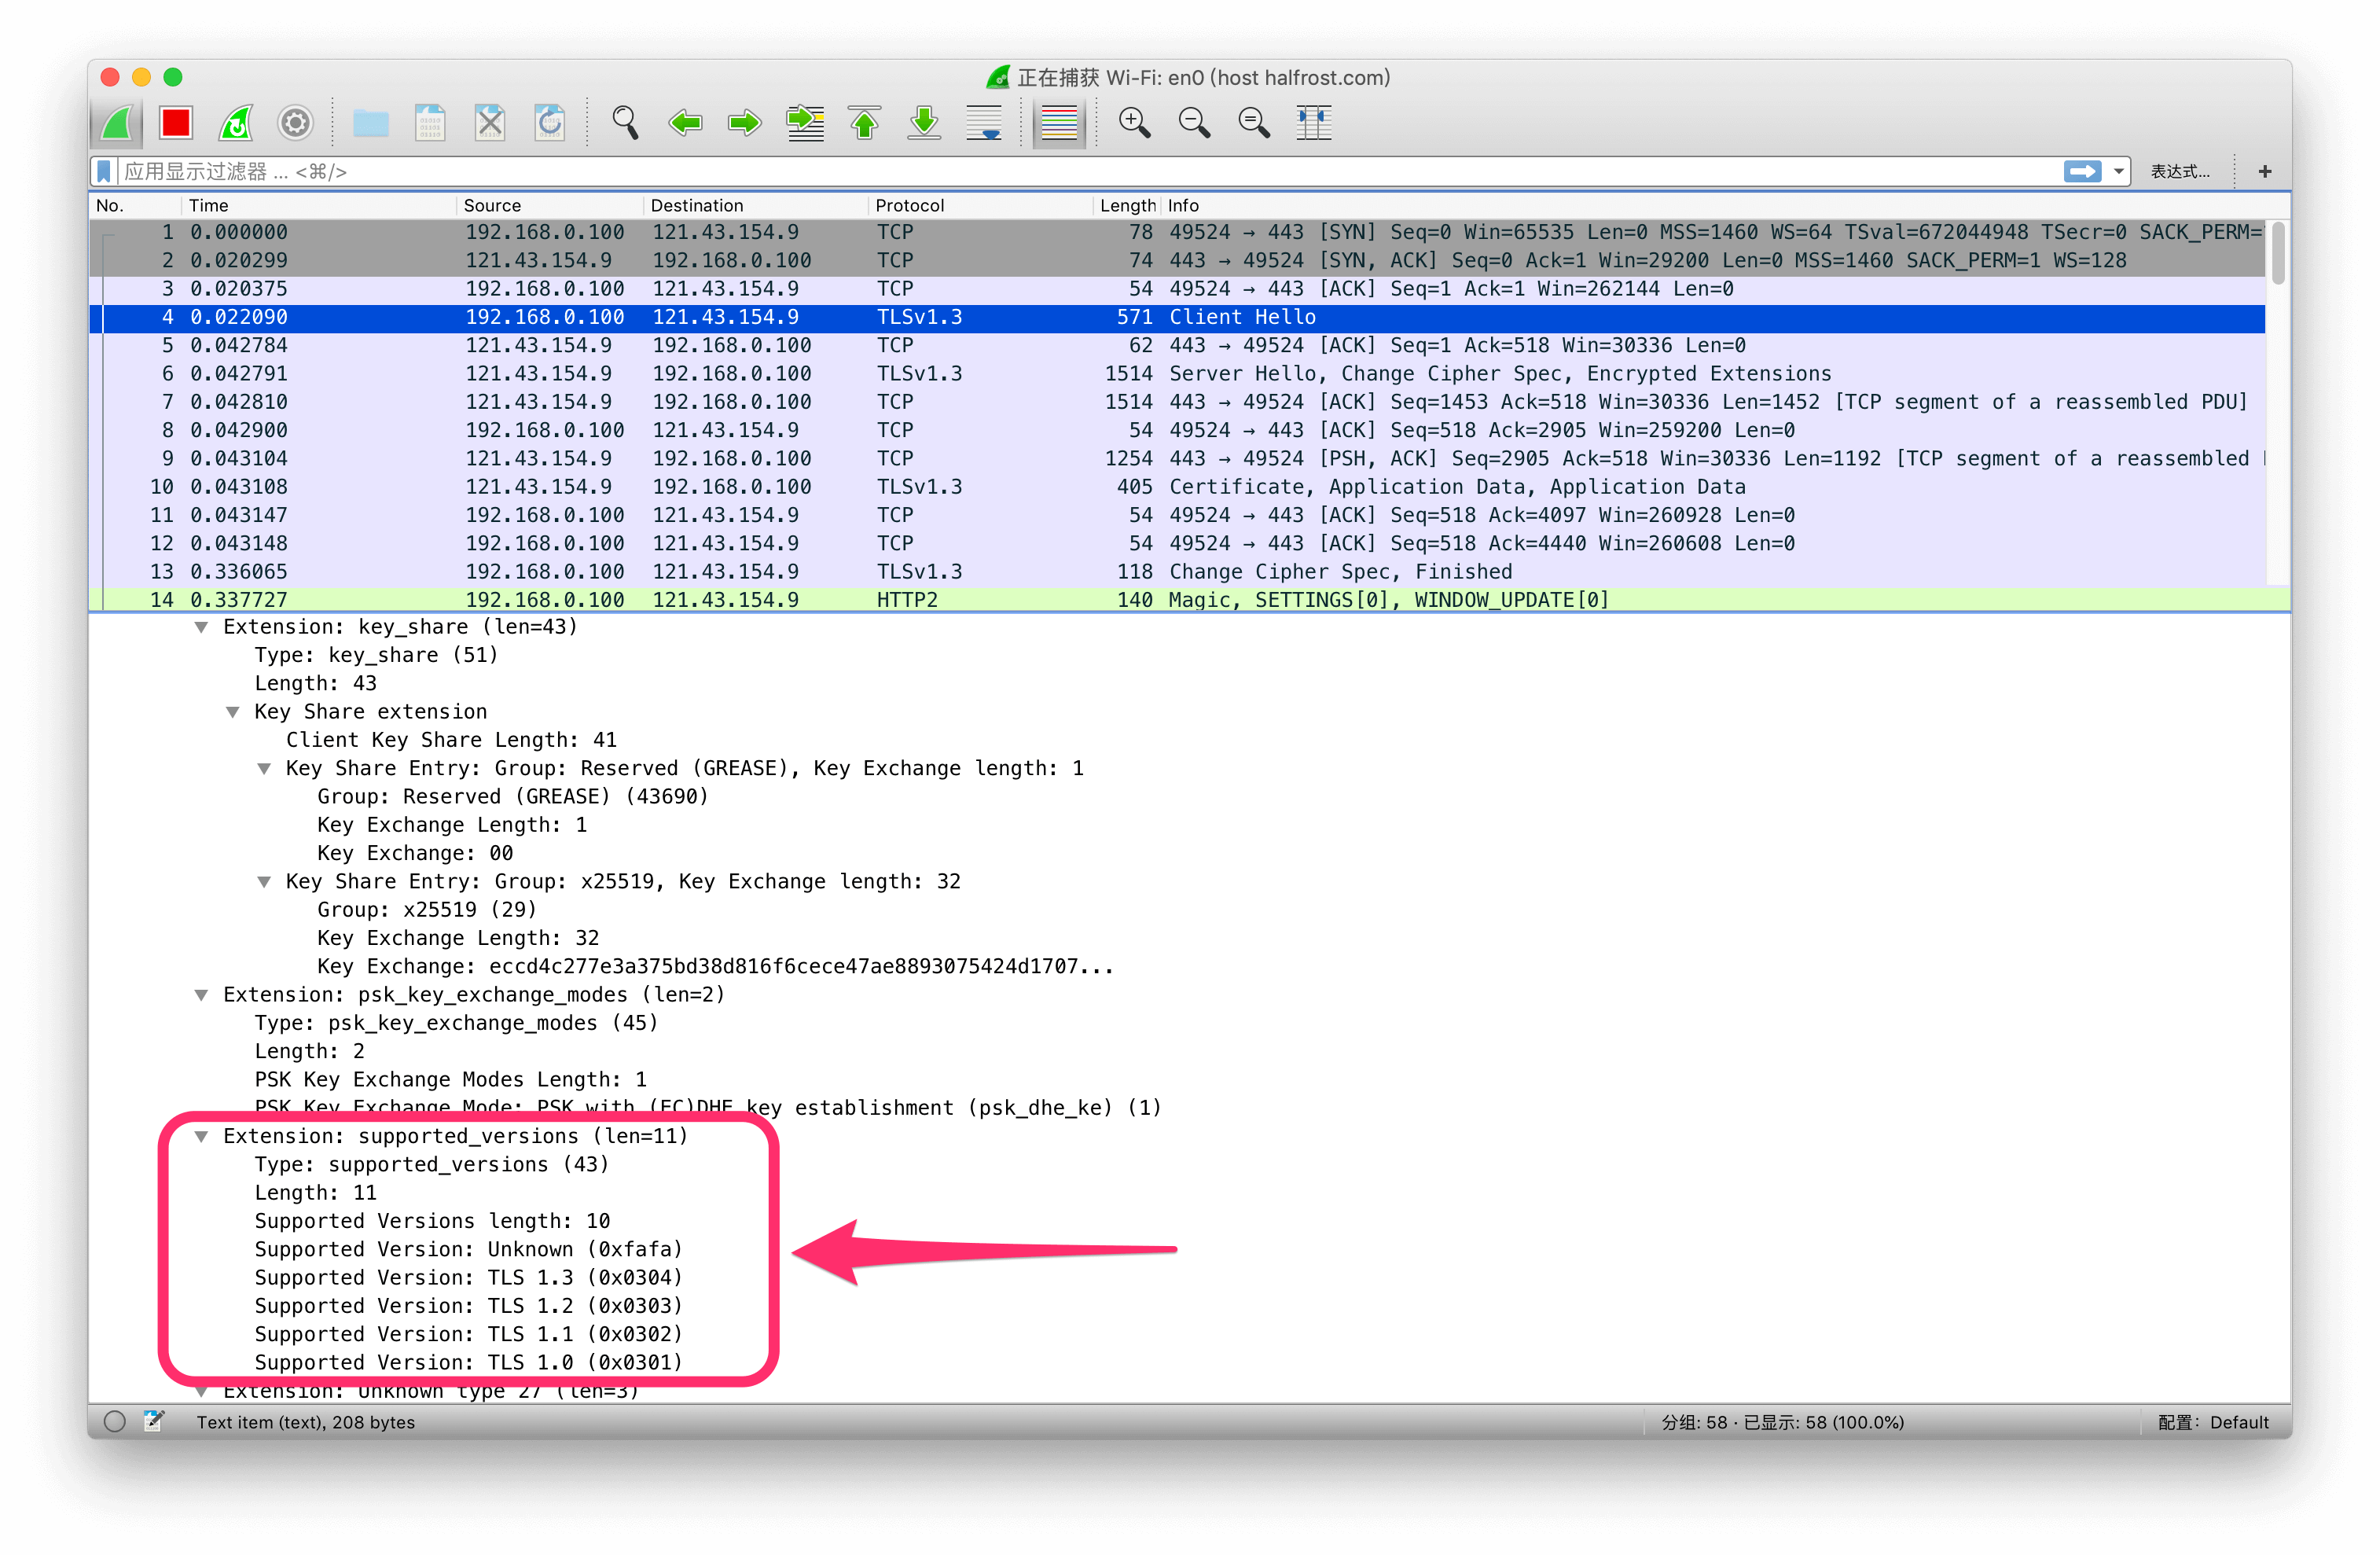 正在捕获 Wi-Fi: en0 (host halfrost.com)
应用显示过滤器 ... <⌘/>
表达式...
+
No. Time Source Destination Protocol Length Info
1 0.000000 192.168.0.100 121.43.154.9 TCP 78 49524 → 443 [SYN] Seq=0 Win=65535 Len=0 MSS=1460 WS=64 TSval=672044948 TSecr=0 SACK_PERM=
2 0.020299 121.43.154.9 192.168.0.100 TCP 74 443 → 49524 [SYN, ACK] Seq=0 Ack=1 Win=29200 Len=0 MSS=1460 SACK_PERM=1 WS=128
3 0.020375 192.168.0.100 121.43.154.9 TCP 54 49524 → 443 [ACK] Seq=1 Ack=1 Win=262144 Len=0
4 0.022090 192.168.0.100 121.43.154.9 TLSv1.3 571 Client Hello
5 0.042784 121.43.154.9 192.168.0.100 TCP 62 443 → 49524 [ACK] Seq=1 Ack=518 Win=30336 Len=0
6 0.042791 121.43.154.9 192.168.0.100 TLSv1.3 1514 Server Hello, Change Cipher Spec, Encrypted Extensions
7 0.042810 121.43.154.9 192.168.0.100 TCP 1514 443 → 49524 [ACK] Seq=1453 Ack=518 Win=30336 Len=1452 [TCP segment of a reassembled PDU]
8 0.042900 192.168.0.100 121.43.154.9 TCP 54 49524 → 443 [ACK] Seq=518 Ack=2905 Win=259200 Len=0
9 0.043104 121.43.154.9 192.168.0.100 TCP 1254 443 → 49524 [PSH, ACK] Seq=2905 Ack=518 Win=30336 Len=1192 [TCP segment of a reassembled
10 0.043108 121.43.154.9 192.168.0.100 TLSv1.3 405 Certificate, Application Data, Application Data
11 0.043147 192.168.0.100 121.43.154.9 TCP 54 49524 → 443 [ACK] Seq=518 Ack=4097 Win=260928 Len=0
12 0.043148 192.168.0.100 121.43.154.9 TCP 54 49524 → 443 [ACK] Seq=518 Ack=4440 Win=260608 Len=0
13 0.336065 192.168.0.100 121.43.154.9 TLSv1.3 118 Change Cipher Spec, Finished
14 0.337727 192.168.0.100 121.43.154.9 HTTP2 140 Magic, SETTINGS[0], WINDOW_UPDATE[0]
Extension: key_share (len=43)
Type: key_share (51)
Length: 43
Key Share extension
Client Key Share Length: 41
Key Share Entry: Group: Reserved (GREASE), Key Exchange length: 1
Group: Reserved (GREASE) (43690)
Key Exchange Length: 1
Key Exchange: 00
Key Share Entry: Group: x25519, Key Exchange length: 32
Group: x25519 (29)
Key Exchange Length: 32
Key Exchange: eccd4c277e3a375bd38d816f6cece47ae8893075424d1707...
Extension: psk_key_exchange_modes (len=2)
Type: psk_key_exchange_modes (45)
Length: 2
PSK Key Exchange Modes Length: 1
PSK Key Exchange Mode: PSK with (EC)DHE key establishment (psk_dhe_ke) (1)
Extension: supported_versions (len=11)
Type: supported_versions (43)
Length: 11
Supported Versions length: 10
Supported Version: Unknown (0xfafa)
Supported Version: TLS 1.3 (0x0304)
Supported Version: TLS 1.2 (0x0303)
Supported Version: TLS 1.1 (0x0302)
Supported Version: TLS 1.0 (0x0301)
Extension: Unknown type 27 (len=3)
Text item (text), 208 bytes
分组: 58 · 已显示: 58 (100.0%)
配置: Default